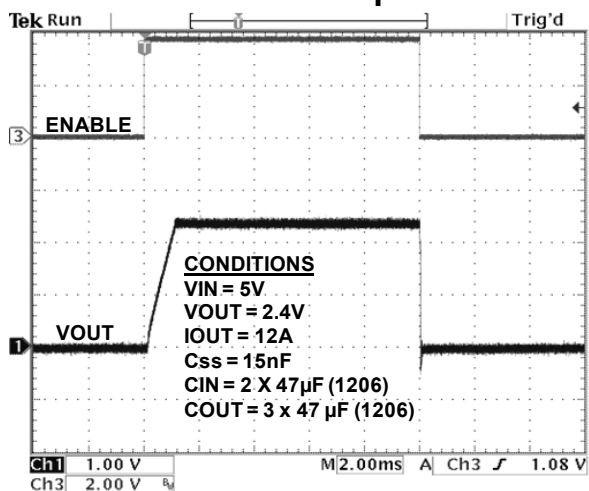 Tek Run Trig'd
T
3 ENABLE
CONDITIONS
VIN = 5V
VOUT = 2.4V
1 VOUT
IOUT = 12A
Css = 15nF
CIN = 2 X 47µF (1206)
COUT = 3 x 47 µF (1206)
Ch1 1.00 V M 2.00ms A Ch3 ƒ 1.08 V
Ch3 2.00 V BW